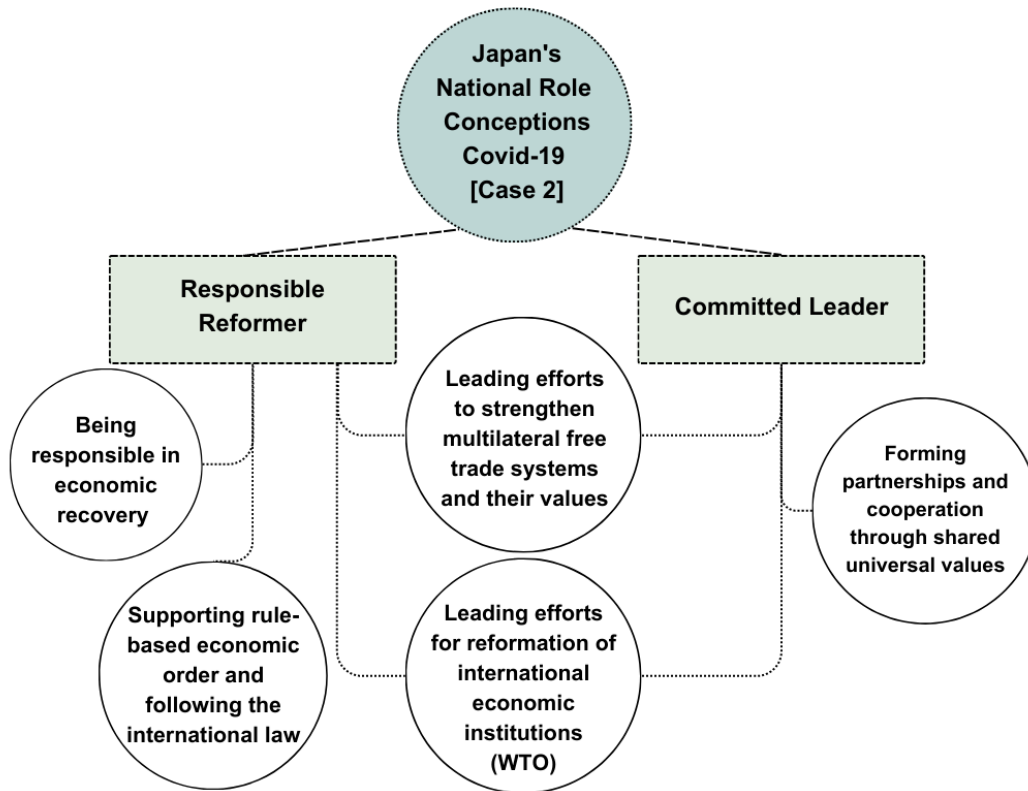 Japan's
National Role
Conceptions
Covid-19
[Case 2]
Responsible
Reformer
Committed Leader
Leading efforts
to strengthen
multilateral free
trade systems
and their values
Being
responsible in
economic
recovery
Forming
partnerships and
cooperation
through shared
universal values
Supporting rule-
based economic
order and
following the
international law
Leading efforts
for reformation of
international
economic
institutions
(WTO)